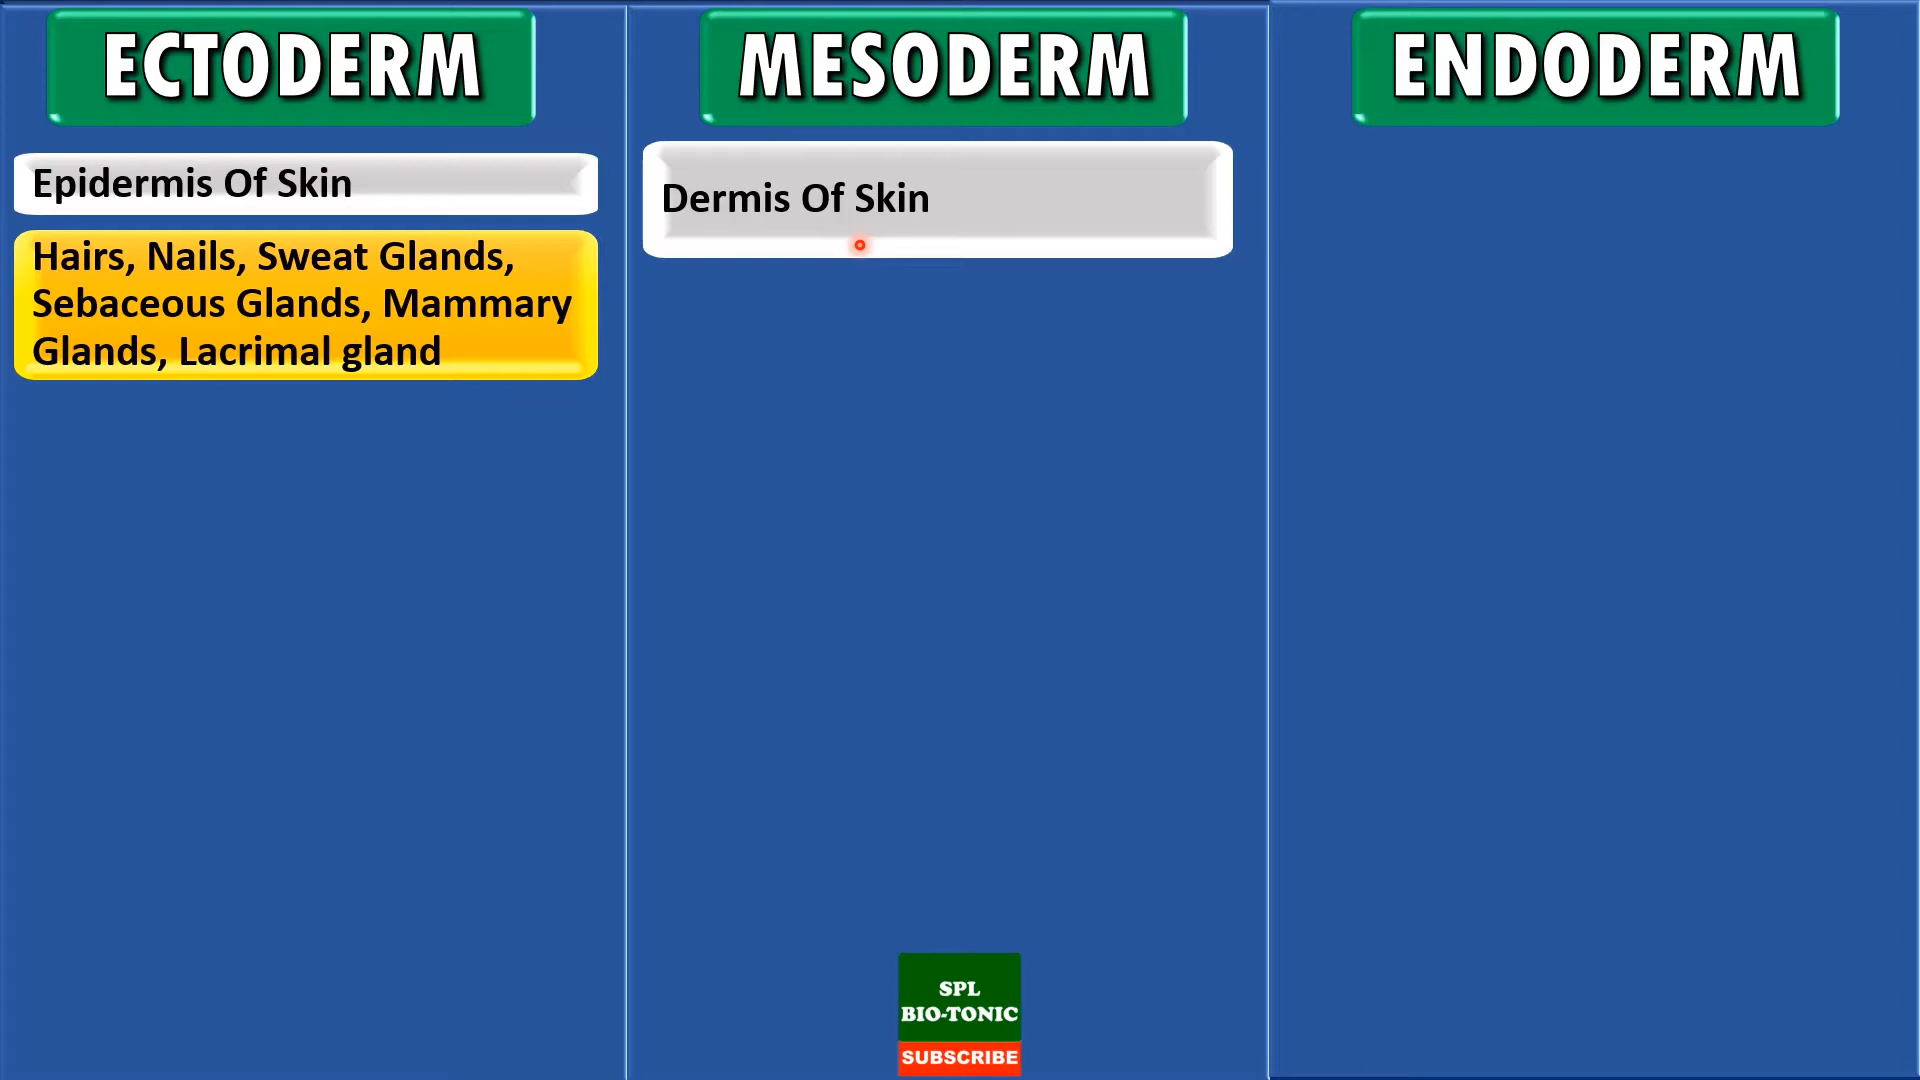 ECTODERM
Epidermis Of Skin
Hairs, Nails, Sweat Glands,
Sebaceous Glands, Mammary
Glands, Lacrimal gland
MESODERM
Dermis Of Skin
ENDODERM
SPL
BIO-TONIC
SUBSCRIBE